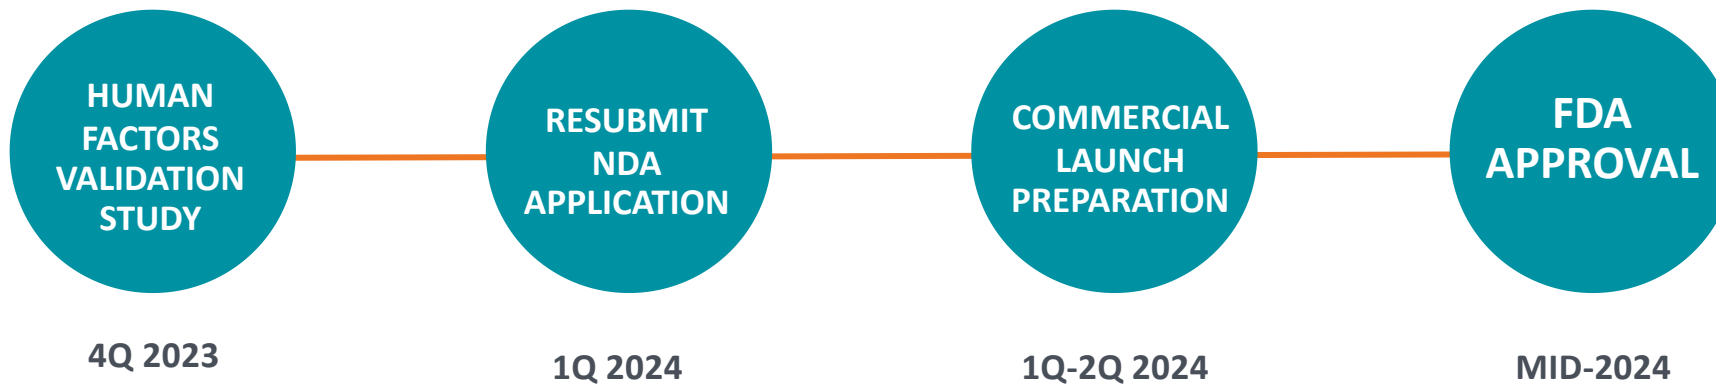 HUMAN
FACTORS
VALIDATION
STUDY
4Q 2023
RESUBMIT
NDA
APPLICATION
1Q 2024
COMMERCIAL
LAUNCH
PREPARATION
1Q-2Q 2024
FDA
APPROVAL
MID-2024